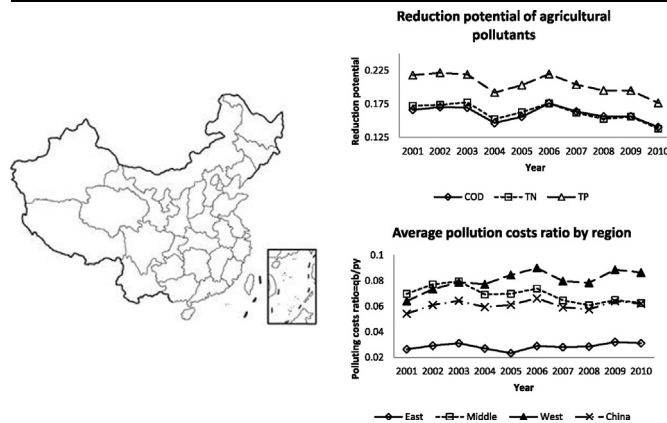 Reduction potential of agricultural
pollutants
Reduction potential
0.225
0.175
0.125
2001 2002 2003 2004 2005 2006 2007 2008 2009 2010
Year
COD TN TP
Average pollution costs ratio by region
Polluting costs ratio=qb/py
0.1
0.08
0.06
0.04
0.02
2001 2002 2003 2004 2005 2006 2007 2008 2009 2010
Year
East Middle West China